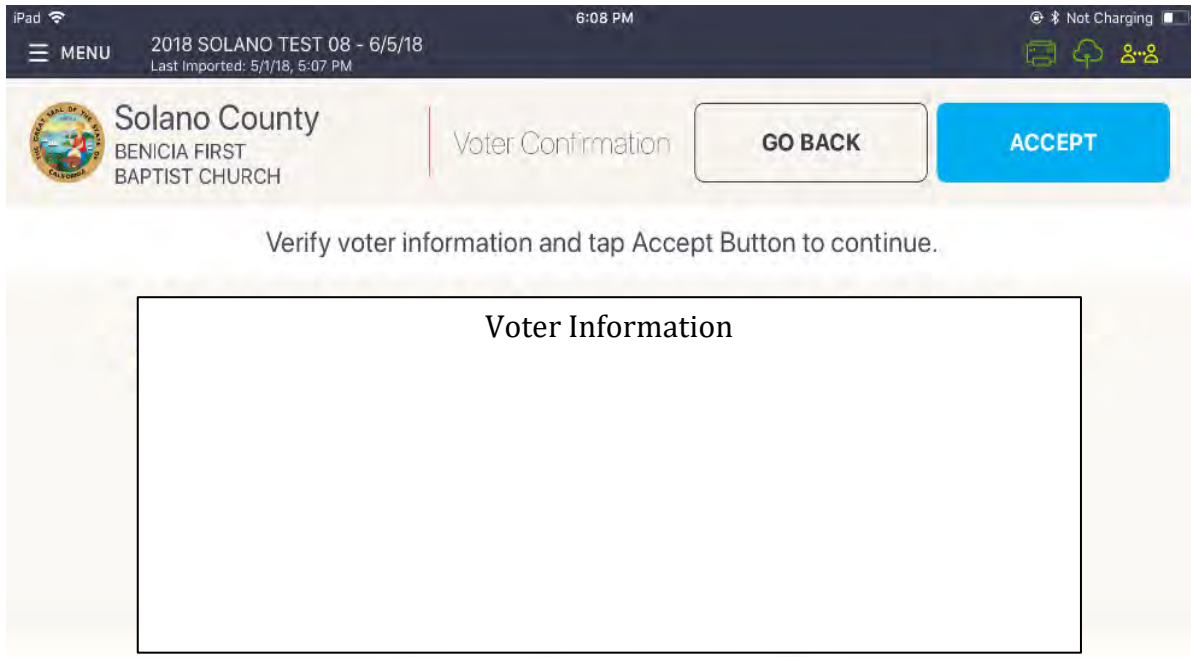 iPad 6:08 PM Not Charging
MENU
2018 SOLANO TEST 08 - 6/5/18
Last Imported: 5/1/18, 5:07 PM
Solano County
BENICIA FIRST
BAPTIST CHURCH
Voter Confirmation
GO BACK
ACCEPT
Verify voter information and tap Accept Button to continue.
Voter Information